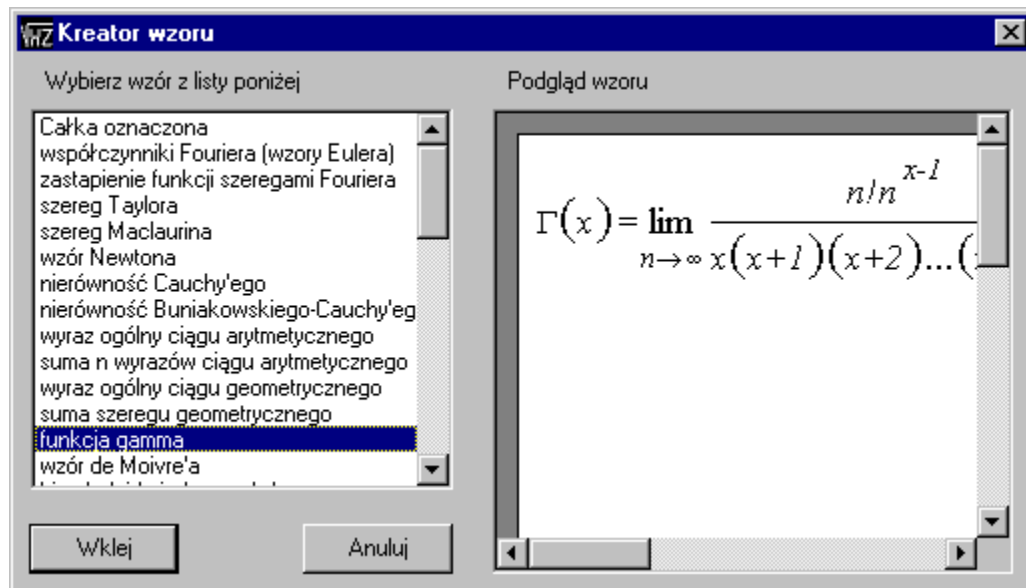 Kreator wzoru
Wybierz wzór z listy poniżej
Całka oznaczona
współczynniki Fouriera (wzory Eulera)
zastapienie funkcji szeregami Fouriera
szereg Taylora
szereg Maclaurina
wzór Newtona
nierówność Cauchy'ego
nierówność Buniakowskiego-Cauchy'eg
wyraz ogólny ciągu arytmetycznego
suma n wyrazów ciągu arytmetycznego
wyraz ogólny ciągu geometrycznego
suma szeregu geometrycznego
funkcja gamma
wzór de Moivre'a
Wklej
Anuluj
Podgląd wzoru
n!n^{x-1}
Γ(x)=lim
n→∞ x(x+1)(x+2)...(